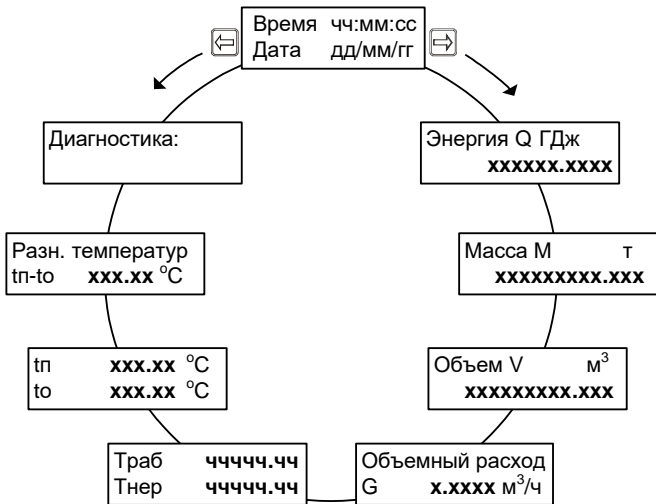 Время чч:мм:сс
Дата дд/мм/гг
Диагностика:
Энергия Q ГДж
xxxxxx.xxxx
Разн. температур
tп-to xxx.xx °C
Масса М т
xxxxxxxxx.xxx
tп xxx.xx °C
to xxx.xx °C
Объем V м³
xxxxxxxxx.xxx
Траб ччччч.чч
Тнер ччччч.чч
Объемный расход
G x.xxxx м³/ч